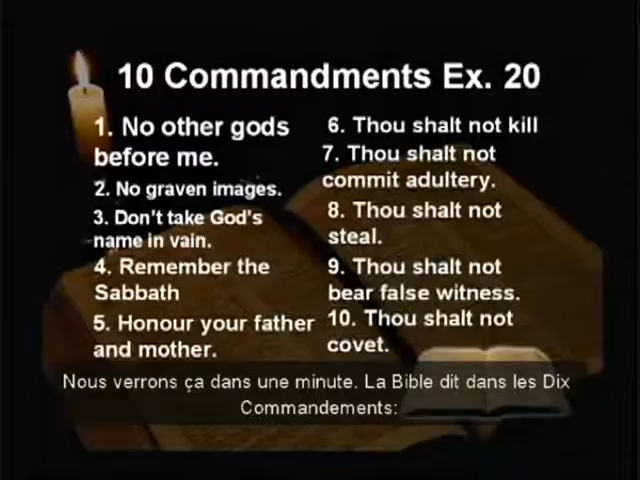 10 Commandments Ex. 20
1. No other gods
before me.
2. No graven images.
3. Don't take God's
name in vain.
4. Remember the
Sabbath
5. Honour your father
and mother.
6. Thou shalt not kill
7. Thou shalt not
commit adultery.
8. Thou shalt not
steal.
9. Thou shalt not
bear false witness.
10. Thou shalt not
covet.
Nous verrons ça dans une minute. La Bible dit dans les Dix
Commandements: